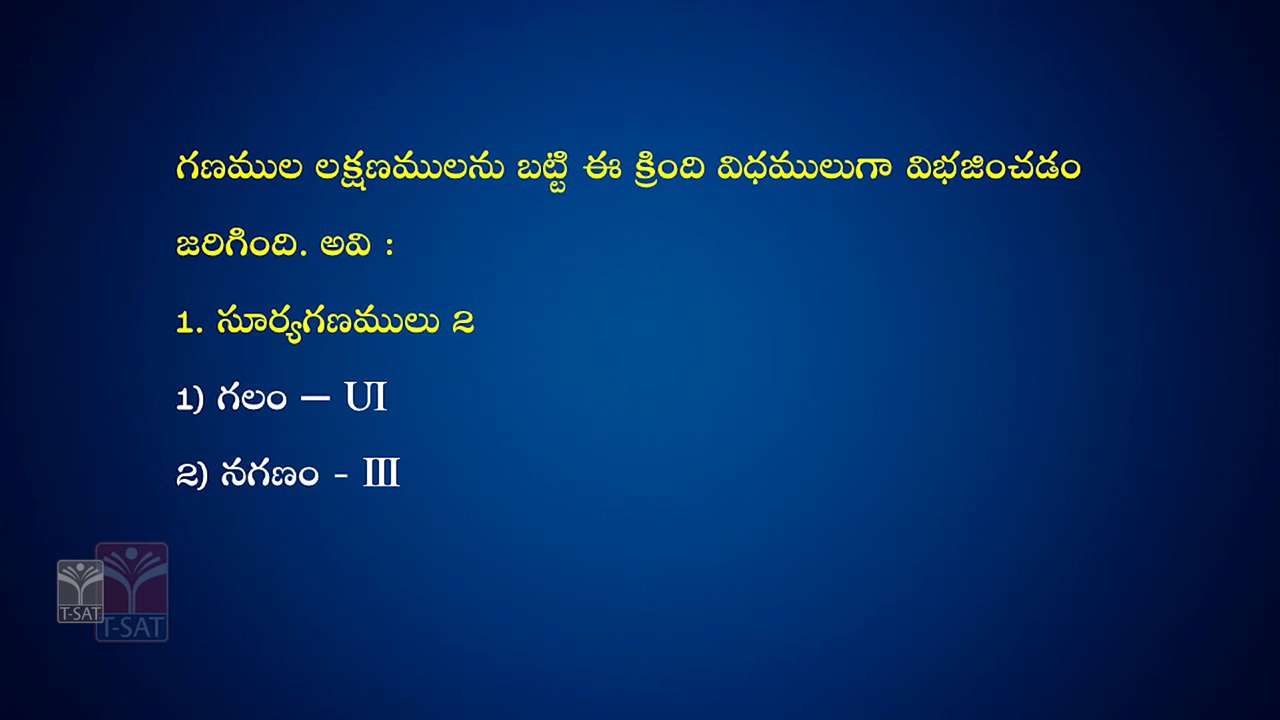 గణముల లక్షణములను బట్టి ఈ క్రింది విధములుగా విభజించడం
జరిగింది. అవి :
1. సూర్యగణములు 2
1) గలం – UI
2) నగణం - III
T-SAT
T-SAT